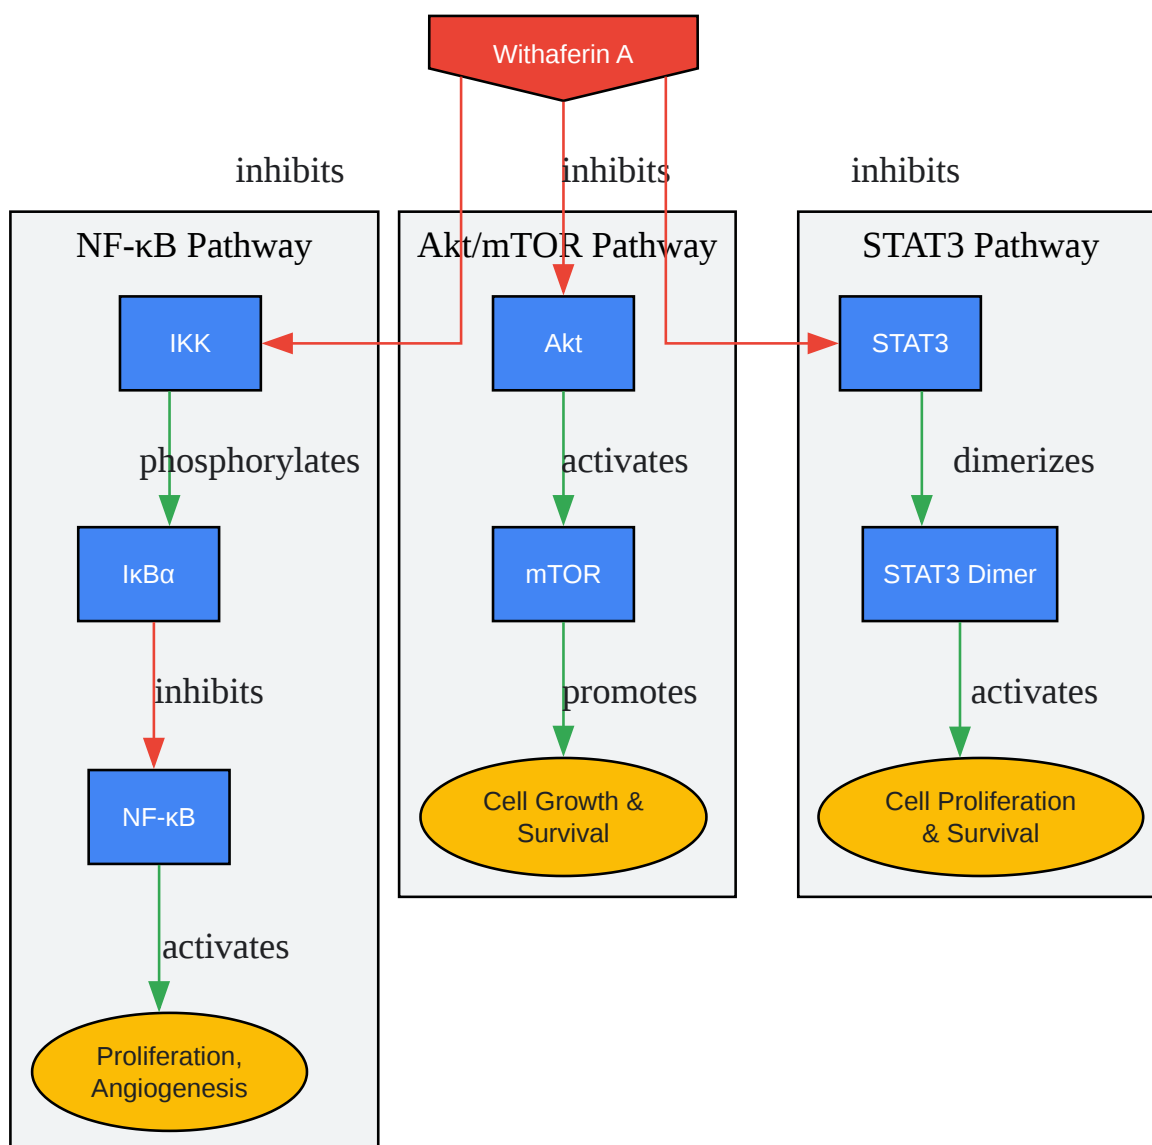 Withaferin A
inhibits
inhibits
inhibits
NF-κB Pathway
IKK
phosphorylates
IκBα
inhibits
NF-κB
activates
Proliferation,
Angiogenesis
Akt/mTOR Pathway
Akt
activates
mTOR
promotes
Cell Growth &
Survival
STAT3 Pathway
STAT3
dimerizes
STAT3 Dimer
activates
Cell Proliferation
& Survival